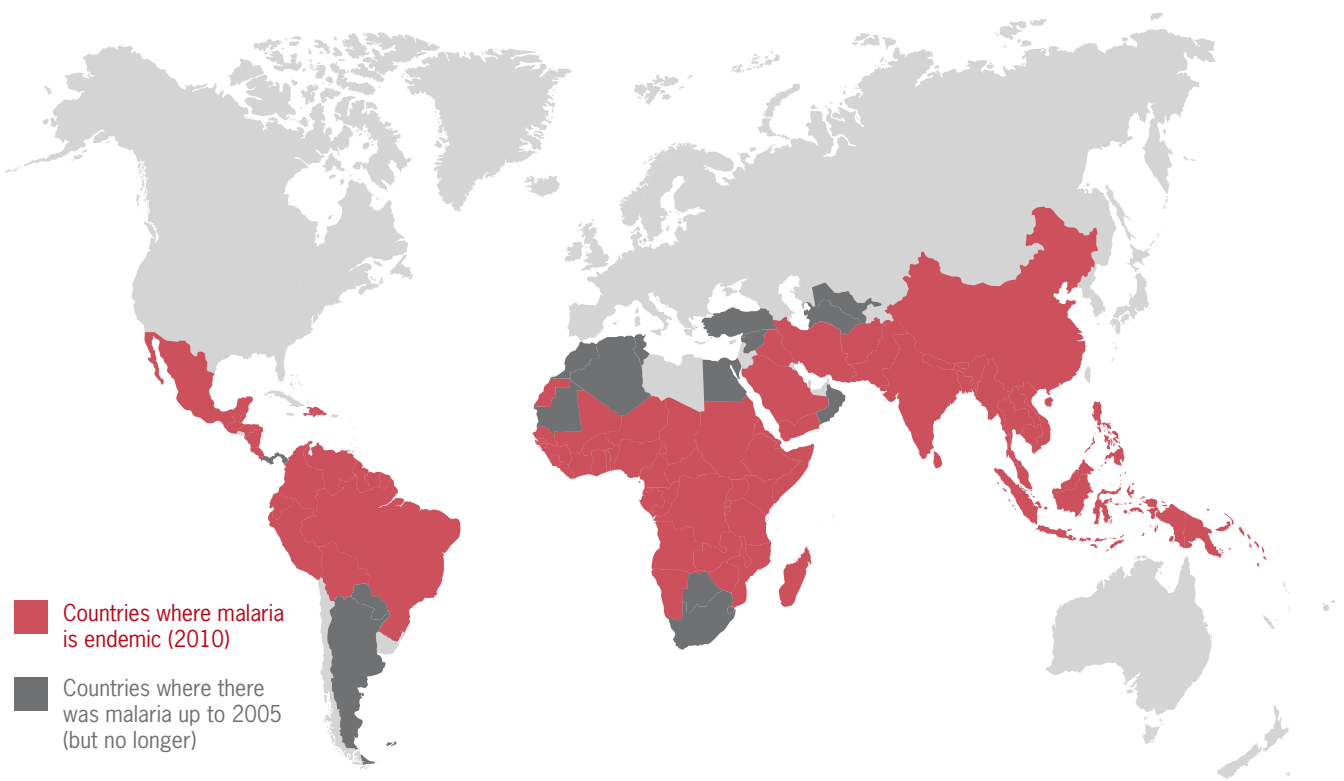 Countries where malaria
is endemic (2010)
Countries where there
was malaria up to 2005
(but no longer)